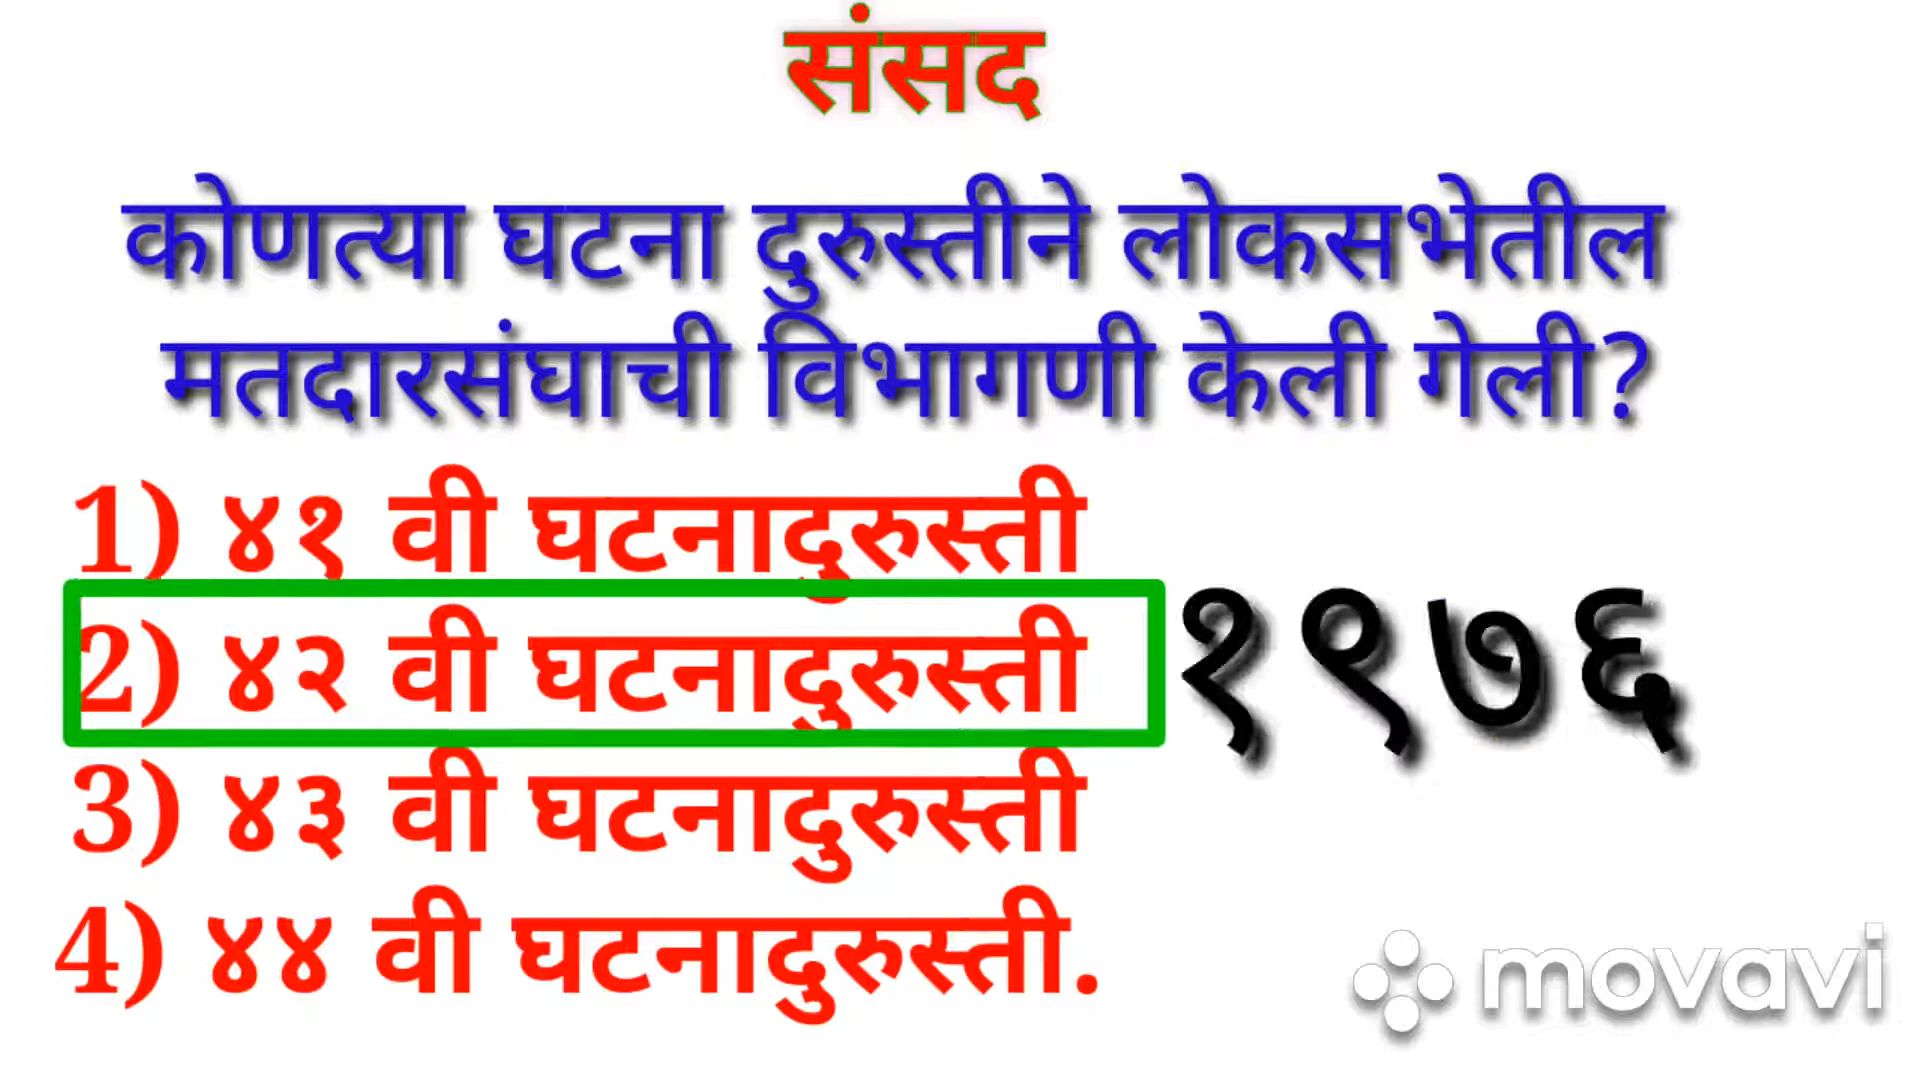 संसद
कोणत्या घटना दुरुस्तीने लोकसभेतील
मतदारसंघाची विभागणी केली गेली?
1) ४१ वी घटनादुरुस्ती
2) ४२ वी घटनादुरुस्ती
१९७६
3) ४३ वी घटनादुरुस्ती
4) ४४ वी घटनादुरुस्ती.
movavi